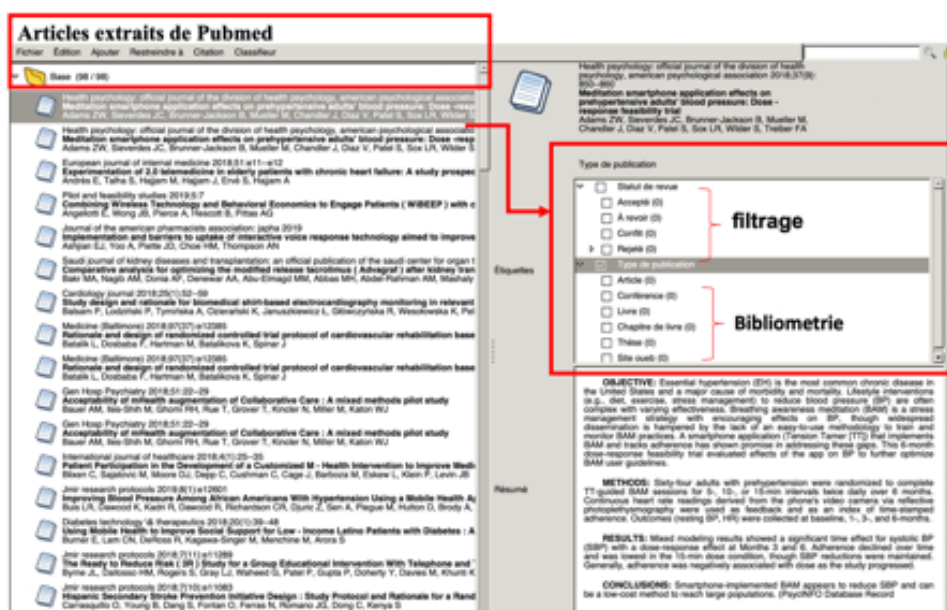 Articles extraits de Pubmed
Fichier Édition Ajouter Restreindre à Citation Classifieur
Base (98 / 98)
Health psychology: official journal of the division of health psychology, american psychological associatio
Meditation smartphone application effects on prehypertensive adults' blood pressure: Dose -resp
Adams ZW, Sieverdes JC, Brunner-Jackson B, Mueller M, Chandler J, Diaz V, Patel S, Sox LR, Wilder S
Health psychology: official journal of the division of health psychology, american psychological associatio
Meditation smartphone application effects on prehypertensive adults' blood pressure: Dose -resp
Adams ZW, Sieverdes JC, Brunner-Jackson B, Mueller M, Chandler J, Diaz V, Patel S, Sox LR, Wilder S
European journal of internal medicine 2018;51:e11–e12
Experimentation of 2.0 telemedicine in elderly patients with chronic heart failure: A study prospec
Andrès E, Talha S, Hajjam M, Hajjam J, Ervé S, Hajjam A
Pilot and feasibility studies 2019;5:7
Combining Wireless Technology and Behavioral Economics to Engage Patients ( WiBEEP ) with c
Angellotti E, Wong JB, Pierce A, Hescott B, Pittas AG
Journal of the american pharmacists association: japha 2019
Implementation and barriers to uptake of interactive voice response technology aimed to improve
Ashjian EJ, Yoo A, Piette JD, Choe HM, Thompson AN
Saudi journal of kidney diseases and transplantation: an official publication of the saudi center for organ t
Comparative analysis for optimizing the modified release tacrolimus ( Advagraf ) after kidney tran
Bakr MA, Nagib AM, Donia AF, Denewar AA, Abu-Elmagd MM, Abbas MH, Abdel-Rahman AM, Mashaly
Cardiology journal 2018;25(1):52–59
Study design and rationale for biomedical shirt-based electrocardiography monitoring in relevant
Balsam P, Lodziński P, Tymińska A, Ozierański K, Januszkiewicz Ł, Główczyńska R, Wesołowska K, Pel
Medicine (Baltimore) 2018;97(37):e12385
Rationale and design of randomized controlled trial protocol of cardiovascular rehabilitation base
Batalik L, Dosbaba F, Hartman M, Batalikova K, Spinar J
Medicine (Baltimore) 2018;97(37):e12385
Rationale and design of randomized controlled trial protocol of cardiovascular rehabilitation base
Batalik L, Dosbaba F, Hartman M, Batalikova K, Spinar J
Gen Hosp Psychiatry 2018;51:22–29
Acceptability of mHealth augmentation of Collaborative Care : A mixed methods pilot study
Bauer AM, Iles-Shih M, Ghomi RH, Rue T, Grover T, Kincler N, Miller M, Katon WJ
Gen Hosp Psychiatry 2018;51:22–29
Acceptability of mHealth augmentation of Collaborative Care : A mixed methods pilot study
Bauer AM, Iles-Shih M, Ghomi RH, Rue T, Grover T, Kincler N, Miller M, Katon WJ
International journal of healthcare 2018;4(1):25–35
Patient Participation in the Development of a Customized M - Health Intervention to Improve Medic
Blixen C, Sajatovic M, Moore DJ, Depp C, Cushman C, Cage J, Barboza M, Eskew L, Klein P, Levin JB
Jmir research protocols 2019;8(1):e12601
Improving Blood Pressure Among African Americans With Hypertension Using a Mobile Health Ap
Buis LR, Dawood K, Kadri R, Dawood R, Richardson CR, Djuric Z, Sen A, Plegue M, Hutton D, Brody A,
Diabetes technology & therapeutics 2018;20(1):39–48
Using Mobile Health to Improve Social Support for Low - Income Latino Patients with Diabetes : A
Burner E, Lam CN, DeRoss R, Kagawa-Singer M, Menchine M, Arora S
Jmir research protocols 2018;7(11):e11289
The Ready to Reduce Risk ( 3R ) Study for a Group Educational Intervention With Telephone and
Byrne JL, Dallosso HM, Rogers S, Gray LJ, Waheed G, Patel P, Gupta P, Doherty Y, Davies M, Khunti K
Jmir research protocols 2018;7(10):e11083
Hispanic Secondary Stroke Prevention Initiative Design : Study Protocol and Rationale for a Rand
Carrasquillo O, Young B, Dang S, Fontan O, Ferras N, Romano JG, Dong C, Kenya S
Health psychology: official journal of the division of health
psychology, american psychological association 2018;37(9):
850–860
Meditation smartphone application effects on
prehypertensive adults' blood pressure: Dose -
response feasibility trial
Adams ZW, Sieverdes JC, Brunner-Jackson B, Mueller M,
Chandler J, Diaz V, Patel S, Sox LR, Wilder S, Treiber FA
Type de publication
Statut de revue
Accepté (0)
À revoir (0)
Conflit (0)
Rejeté (0)
filtrage
Type de publication
Article (0)
Conférence (0)
Livre (0)
Chapitre de livre (0)
Thèse (0)
Site oueb (0)
Bibliometrie
Étiquettes
Résumé
OBJECTIVE: Essential hypertension (EH) is the most common chronic disease in
the United States and a major cause of morbidity and mortality. Lifestyle interventions
(e.g., diet, exercise, stress management) to reduce blood pressure (BP) are often
complex with varying effectiveness. Breathing awareness meditation (BAM) is a stress
management strategy with encouraging effects on BP, though widespread
dissemination is hampered by the lack of an easy-to-use methodology to train and
monitor BAM practices. A smartphone application (Tension Tamer [TT]) that implements
BAM and tracks adherence has shown promise in addressing these gaps. This 6-month
dose-response feasibility trial evaluated effects of the app on BP to further optimize
BAM user guidelines.
METHODS: Sixty-four adults with prehypertension were randomized to complete
TT-guided BAM sessions for 5-, 10-, or 15-min intervals twice daily over 6 months.
Continuous heart rate readings derived from the phone's video camera via reflective
photoplethysmography were used as feedback and as an index of time-stamped
adherence. Outcomes (resting BP, HR) were collected at baseline, 1-, 3-, and 6-months.
RESULTS: Mixed modeling results showed a significant time effect for systolic BP
(SBP) with a dose-response effect at Months 3 and 6. Adherence declined over time
and was lowest in the 15-min dose condition, though SBP reductions were maintained.
Generally, adherence was negatively associated with dose as the study progressed.
CONCLUSIONS: Smartphone-implemented BAM appears to reduce SBP and can
be a low-cost method to reach large populations. (PsycINFO Database Record